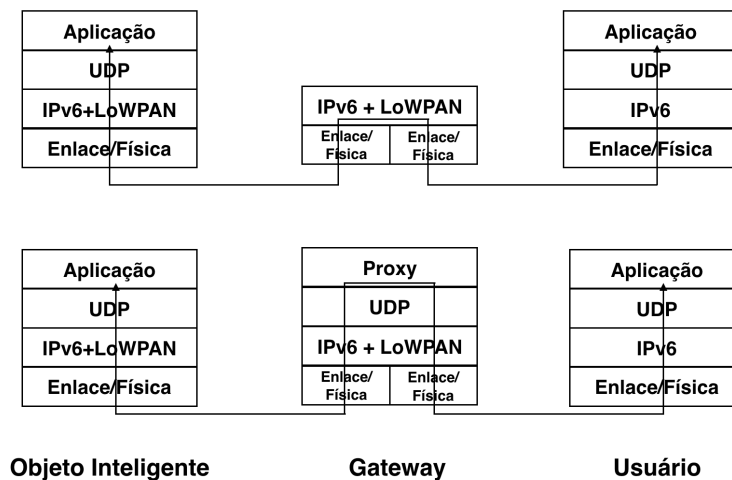 Aplicação
UDP
IPv6+LoWPAN
Enlace/Física
IPv6 + LoWPAN
Enlace/
Física
Enlace/
Física
Aplicação
UDP
IPv6
Enlace/Física
Aplicação
UDP
IPv6+LoWPAN
Enlace/Física
Proxy
UDP
IPv6 + LoWPAN
Enlace/
Física
Enlace/
Física
Aplicação
UDP
IPv6
Enlace/Física
Objeto Inteligente
Gateway
Usuário